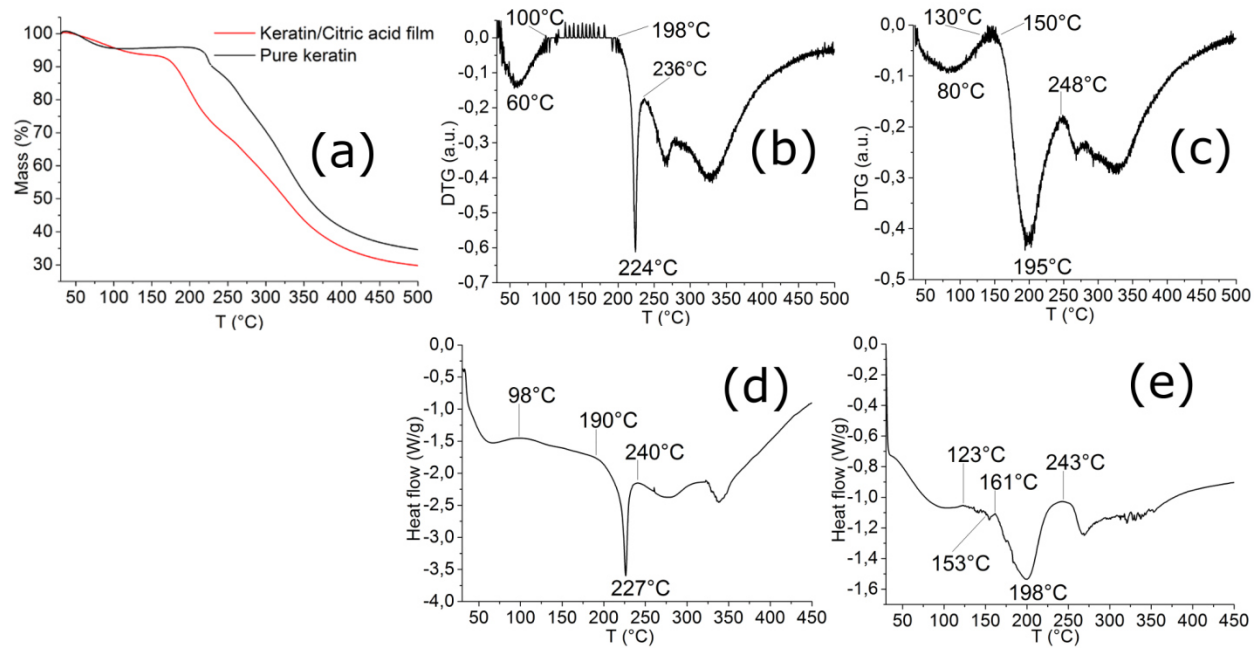 100
90
80
70
60
50
40
30
Mass (%)
Keratin/Citric acid film
Pure keratin
(a)
50 100 150 200 250 300 350 400 450 500
T (°C)
0,0
-0,1
-0,2
-0,3
-0,4
-0,5
-0,6
-0,7
DTG (a.u.)
100°C
198°C
236°C
60°C
(b)
224°C
50 100 150 200 250 300 350 400 450 500
T (°C)
0,0
-0,1
-0,2
-0,3
-0,4
-0,5
DTG (a.u.)
130°C
150°C
248°C
80°C
(c)
195°C
50 100 150 200 250 300 350 400 450 500
T (°C)
0,0
-0,5
-1,0
-1,5
-2,0
-2,5
-3,0
-3,5
-4,0
Heat flow (W/g)
(d)
98°C
190°C
240°C
227°C
50 100 150 200 250 300 350 400 450
T (°C)
0,0
-0,2
-0,4
-0,6
-0,8
-1,0
-1,2
-1,4
-1,6
Heat flow (W/g)
(e)
123°C
161°C
243°C
153°C
198°C
50 100 150 200 250 300 350 400 450
T (°C)